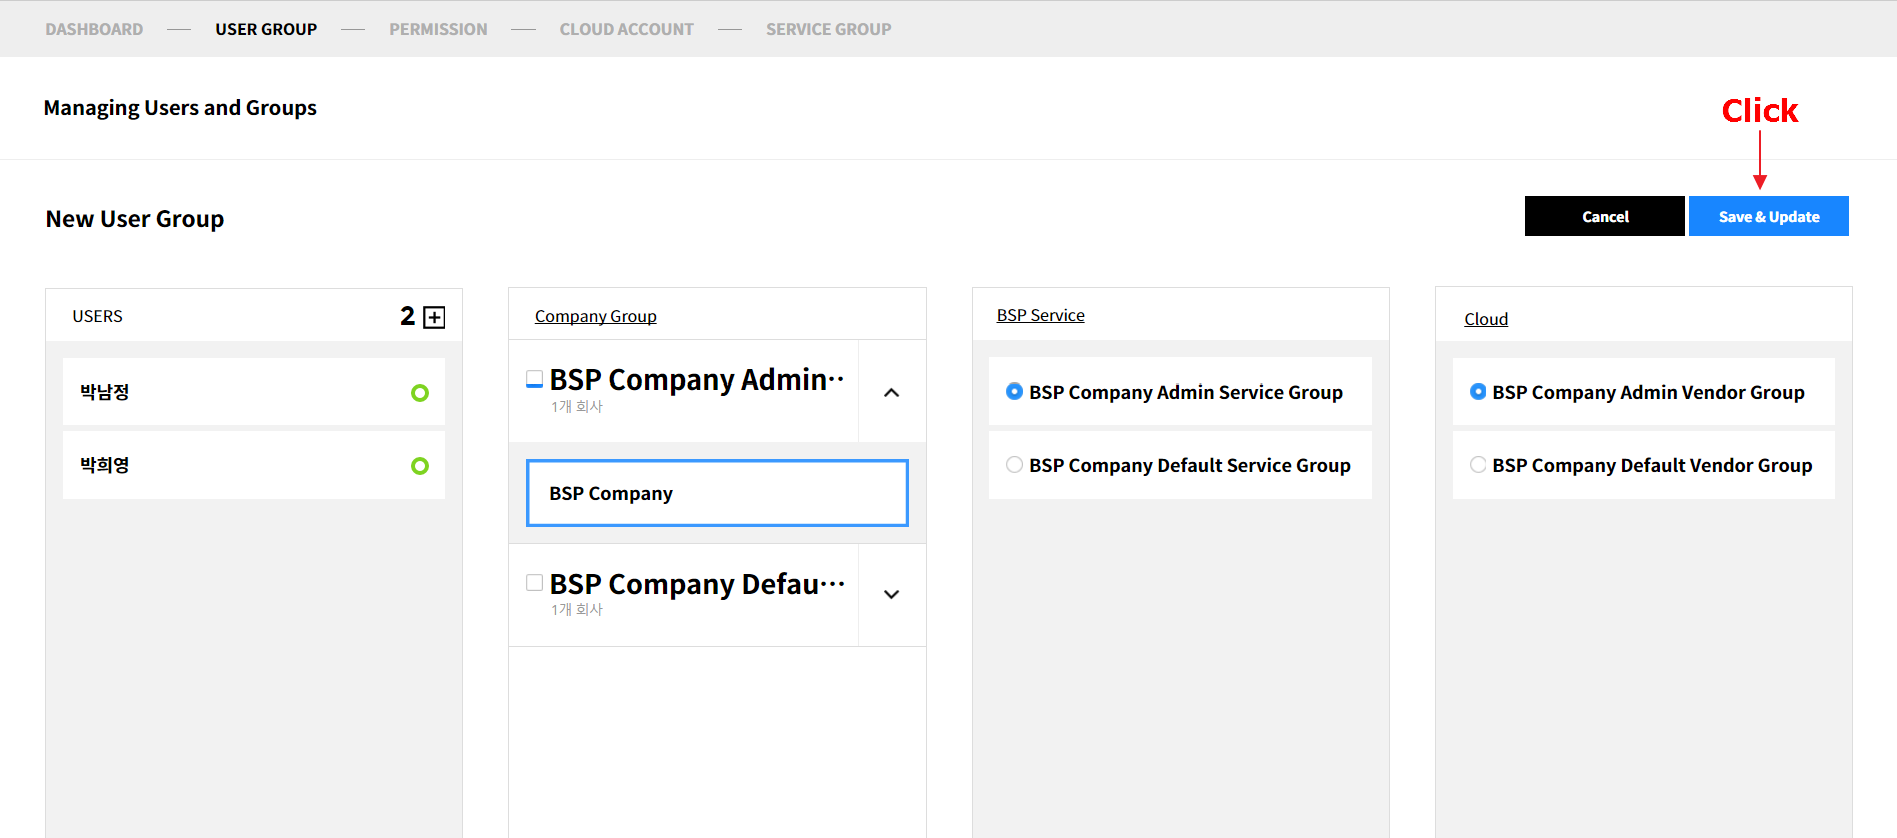 DASHBOARD USER GROUP PERMISSION CLOUD ACCOUNT SERVICE GROUP
Managing Users and Groups
Click
New User Group
Cancel
Save & Update
USERS
2
박남정
박희영
Company Group
BSP Company Admin··
1개 회사
BSP Company
BSP Company Defau···
1개 회사
BSP Service
BSP Company Admin Service Group
BSP Company Default Service Group
Cloud
BSP Company Admin Vendor Group
BSP Company Default Vendor Group